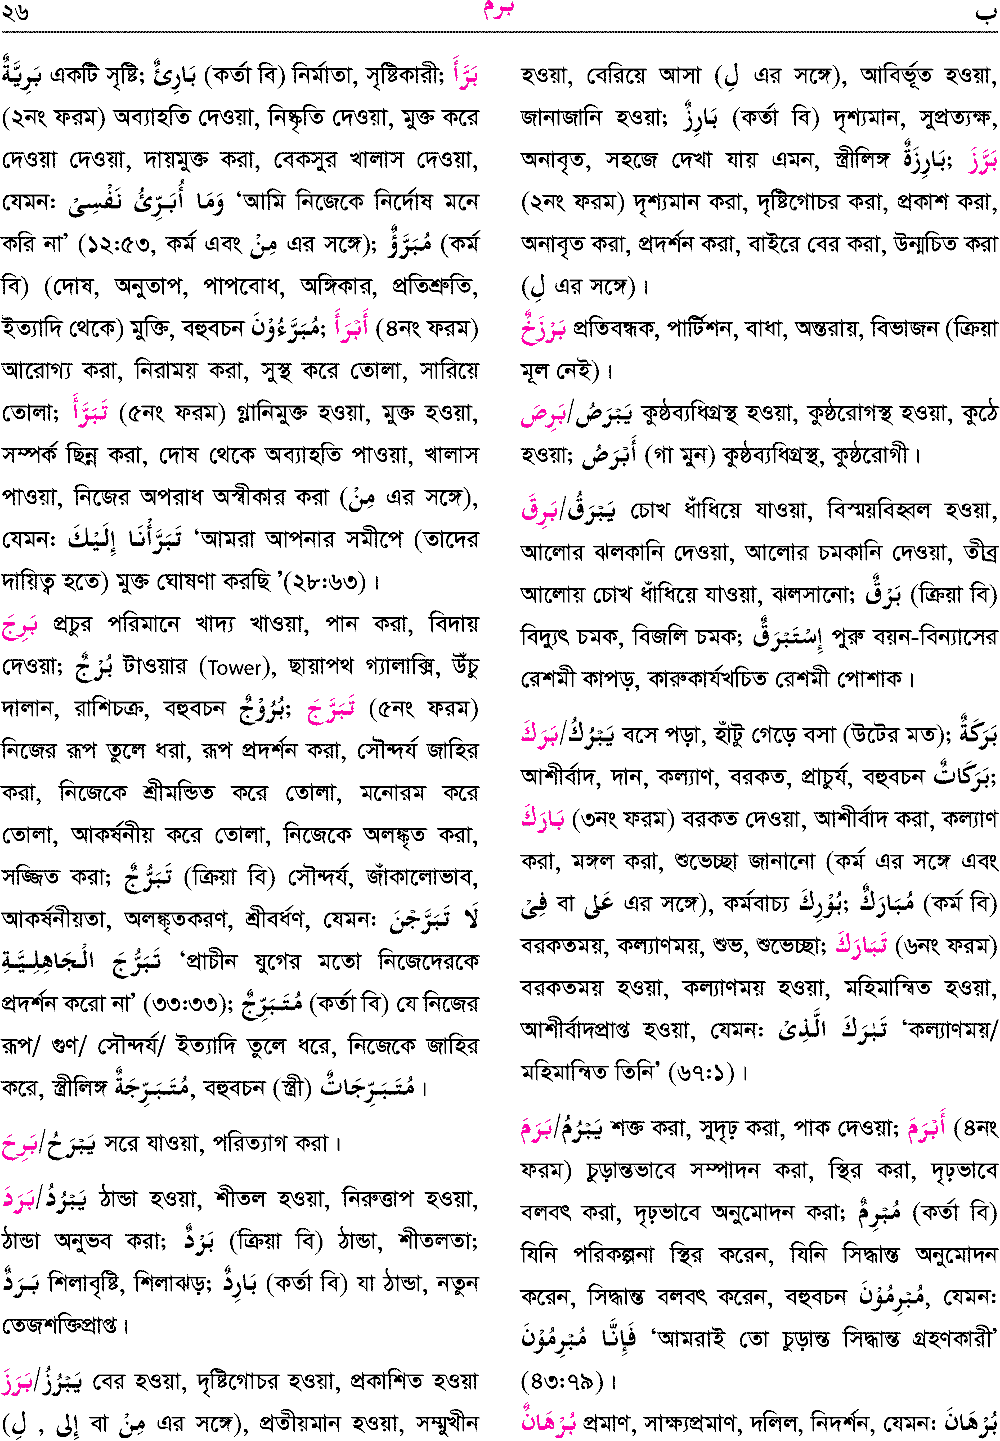 ২৬ برم ب
بَرِيَّةٌ একটি সৃষ্টি; بَارِئٌ (কর্তা বি) নির্মাতা, সৃষ্টিকারী; بَرَّأَ
(২নং ফরম) অব্যাহতি দেওয়া, নিষ্কৃতি দেওয়া, মুক্ত করে
দেওয়া দেওয়া, দায়মুক্ত করা, বেকসুর খালাস দেওয়া,
যেমন: وَمَا أُبَرِّئُ نَفْسِىْ ‘আমি নিজেকে নির্দোষ মনে
করি না’ (১২:৫৩, কর্ম এবং مِنْ এর সঙ্গে); مُبَرَّؤٌ (কর্ম
বি) (দোষ, অনুতাপ, পাপবোধ, অঙ্গিকার, প্রতিশ্রুতি,
ইত্যাদি থেকে) মুক্তি, বহুবচন مُبَرَّءُوْنَ; أَبْرَأَ (৪নং ফরম)
আরোগ্য করা, নিরাময় করা, সুস্থ করে তোলা, সারিয়ে
তোলা; تَبَرَّأَ (৫নং ফরম) গ্লানিমুক্ত হওয়া, মুক্ত হওয়া,
সম্পর্ক ছিন্ন করা, দোষ থেকে অব্যাহতি পাওয়া, খালাস
পাওয়া, নিজের অপরাধ অস্বীকার করা (مِنْ এর সঙ্গে),
যেমন: تَبَرَّأْنَا إِلَيْكَ ‘আমরা আপনার সমীপে (তাদের
দায়িত্ব হতে) মুক্ত ঘোষণা করছি ’(২৮:৬৩)।
بَرِجَ প্রচুর পরিমানে খাদ্য খাওয়া, পান করা, বিদায়
দেওয়া; بُرْجٌ টাওয়ার (Tower), ছায়াপথ গ্যালাক্সি, উঁচু
দালান, রাশিচক্র, বহুবচন بُرُوْجٌ; تَبَرَّجَ (৫নং ফরম)
নিজের রূপ তুলে ধরা, রূপ প্রদর্শন করা, সৌন্দর্য জাহির
করা, নিজেকে শ্রীমন্ডিত করে তোলা, মনোরম করে
তোলা, আকর্ষনীয় করে তোলা, নিজেকে অলঙ্কৃত করা,
সজ্জিত করা; تَبَرُّجٌ (ক্রিয়া বি) সৌন্দর্য, জাঁকালোভাব,
আকর্ষনীয়তা, অলঙ্কৃতকরণ, শ্রীবর্ধণ, যেমন: لَا تَبَرَّجْنَ
تَبَرُّجَ الْجَاهِلِيَّةِ ‘প্রাচীন যুগের মতো নিজেদেরকে
প্রদর্শন করো না’ (৩৩:৩৩); مُتَبَرِّجٌ (কর্তা বি) যে নিজের
রূপ/ গুণ/ সৌন্দর্য/ ইত্যাদি তুলে ধরে, নিজেকে জাহির
করে, স্ত্রীলিঙ্গ مُتَبَرِّجَةٌ, বহুবচন (স্ত্রী) مُتَبَرِّجَاتٌ।
بَرِحَ/يَبْرَحُ সরে যাওয়া, পরিত্যাগ করা।
بَرَدَ/يَبْرُدُ ঠান্ডা হওয়া, শীতল হওয়া, নিরুত্তাপ হওয়া,
ঠান্ডা অনুভব করা; بَرْدٌ (ক্রিয়া বি) ঠান্ডা, শীতলতা;
بَرَدٌ শিলাবৃষ্টি, শিলাঝড়; بَارِدٌ (কর্তা বি) যা ঠান্ডা, নতুন
তেজশক্তিপ্রাপ্ত।
بَرَزَ/يَبْرُزُ বের হওয়া, দৃষ্টিগোচর হওয়া, প্রকাশিত হওয়া
(لِ , إِلى বা مِنْ এর সঙ্গে), প্রতীয়মান হওয়া, সম্মুখীন
হওয়া, বেরিয়ে আসা (لِ এর সঙ্গে), আবির্ভূত হওয়া,
জানাজানি হওয়া; بَارِزٌ (কর্তা বি) দৃশ্যমান, সুপ্রত্যক্ষ,
অনাবৃত, সহজে দেখা যায় এমন, স্ত্রীলিঙ্গ بَارِزَةٌ; بَرَّزَ
(২নং ফরম) দৃশ্যমান করা, দৃষ্টিগোচর করা, প্রকাশ করা,
অনাবৃত করা, প্রদর্শন করা, বাইরে বের করা, উন্মচিত করা
(لِ এর সঙ্গে)।
بَرْزَخٌ প্রতিবন্ধক, পার্টিশন, বাধা, অন্তরায়, বিভাজন (ক্রিয়া
মূল নেই)।
بَرِصَ/يَبْرَصُ কুষ্ঠব্যধিগ্রস্থ হওয়া, কুষ্ঠরোগস্থ হওয়া, কুঠে
হওয়া; أَبْرَصُ (গা মুন) কুষ্ঠব্যধিগ্রস্থ, কুষ্ঠরোগী।
بَرِقَ/يَبْرَقُ চোখ ধাঁধিয়ে যাওয়া, বিস্ময়বিহ্বল হওয়া,
আলোর ঝলকানি দেওয়া, আলোর চমকানি দেওয়া, তীব্র
আলোয় চোখ ধাঁধিয়ে যাওয়া, ঝলসানো; بَرْقٌ (ক্রিয়া বি)
বিদ্যুৎ চমক, বিজলি চমক; إِسْتَبْرَقٌ পুরু বয়ন-বিন্যাসের
রেশমী কাপড়, কারুকার্যখচিত রেশমী পোশাক।
بَرَكَ/يَبْرُكُ বসে পড়া, হাঁটু গেড়ে বসা (উটের মত); بَرَكَةٌ
আশীর্বাদ, দান, কল্যাণ, বরকত, প্রাচুর্য, বহুবচন بَرَكَاتٌ;
بَارَكَ (৩নং ফরম) বরকত দেওয়া, আশীর্বাদ করা, কল্যাণ
করা, মঙ্গল করা, শুভেচ্ছা জানানো (কর্ম এর সঙ্গে এবং
فِىْ বা عَلى এর সঙ্গে), কর্মবাচ্য بُوْرِكَ; مُبَارَكٌ (কর্ম বি)
বরকতময়, কল্যাণময়, শুভ, শুভেচ্ছা; تَبَارَكَ (৬নং ফরম)
বরকতময় হওয়া, কল্যাণময় হওয়া, মহিমান্বিত হওয়া,
আশীর্বাদপ্রাপ্ত হওয়া, যেমন: تَبٰرَكَ الَّذِىْ ‘কল্যাণময়/
মহিমান্বিত তিনি’ (৬৭:১)।
بَرَمَ/يَبْرُمُ শক্ত করা, সুদৃঢ় করা, পাক দেওয়া; أَبْرَمَ (৪নং
ফরম) চুড়ান্তভাবে সম্পাদন করা, স্থির করা, দৃঢ়ভাবে
বলবৎ করা, দৃঢ়ভাবে অনুমোদন করা; مُبْرِمٌ (কর্তা বি)
যিনি পরিকল্পনা স্থির করেন, যিনি সিদ্ধান্ত অনুমোদন
করেন, সিদ্ধান্ত বলবৎ করেন, বহুবচন مُبْرِمُوْنَ, যেমন:
فَإِنَّا مُبْرِمُوْنَ ‘আমরাই তো চুড়ান্ত সিদ্ধান্ত গ্রহণকারী’
(৪৩:৭৯)।
بُرْهَانٌ প্রমাণ, সাক্ষ্যপ্রমাণ, দলিল, নিদর্শন, যেমন: بُرْهَانَ